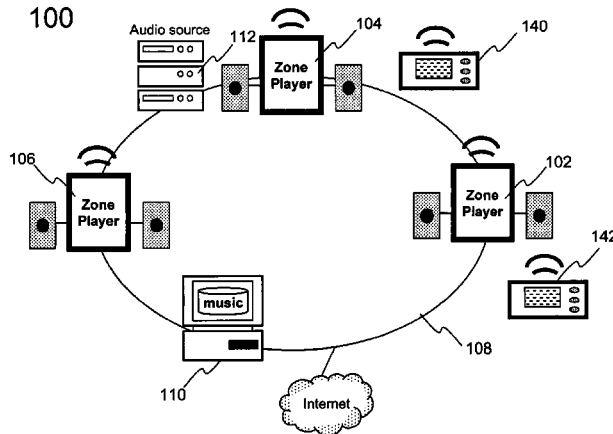 100
Audio source
112
104
Zone
Player
140
106
Zone
Player
102
Zone
Player
142
music
108
110
Internet